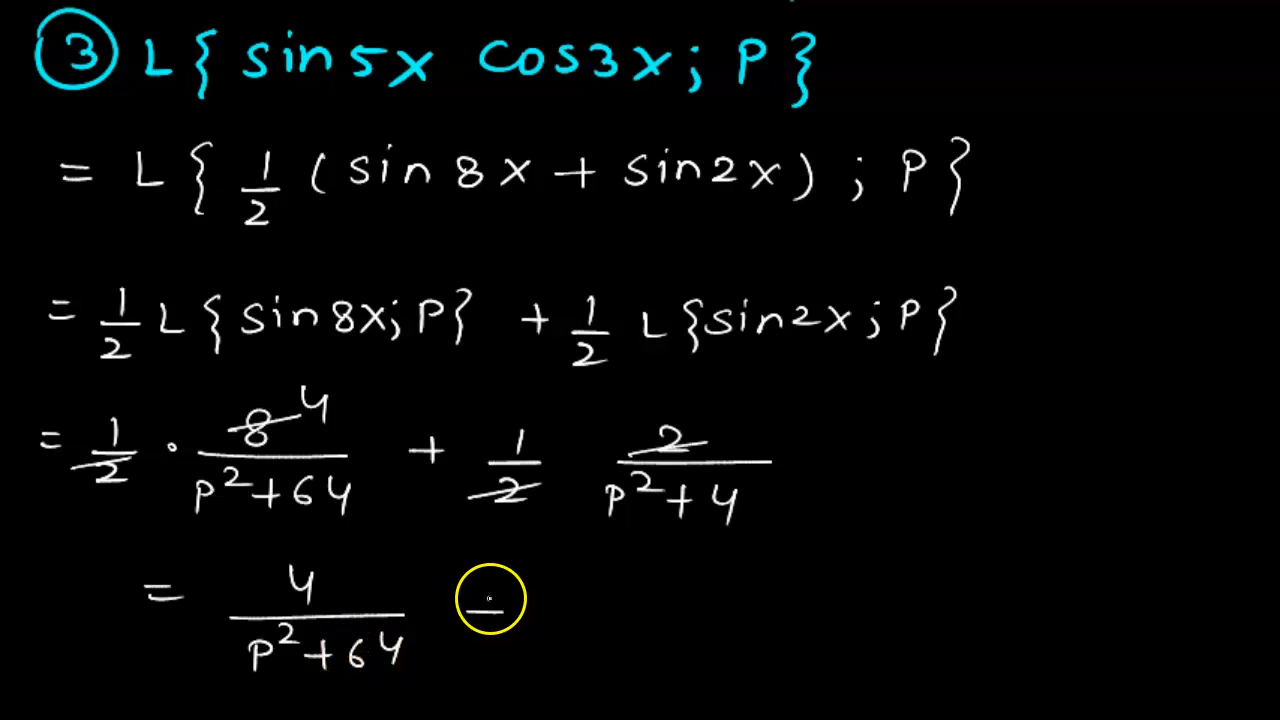 ③ L{ sin5x cos3x; P}
= L{ 1/2 (sin 8x + sin2x) ; P}
= 1/2 L{sin8x; P} + 1/2 L{sin2x; P}
= 1/2 · 8 4/(P²+64) + 1/2 2/(P²+4)
= 4/(P²+64) —